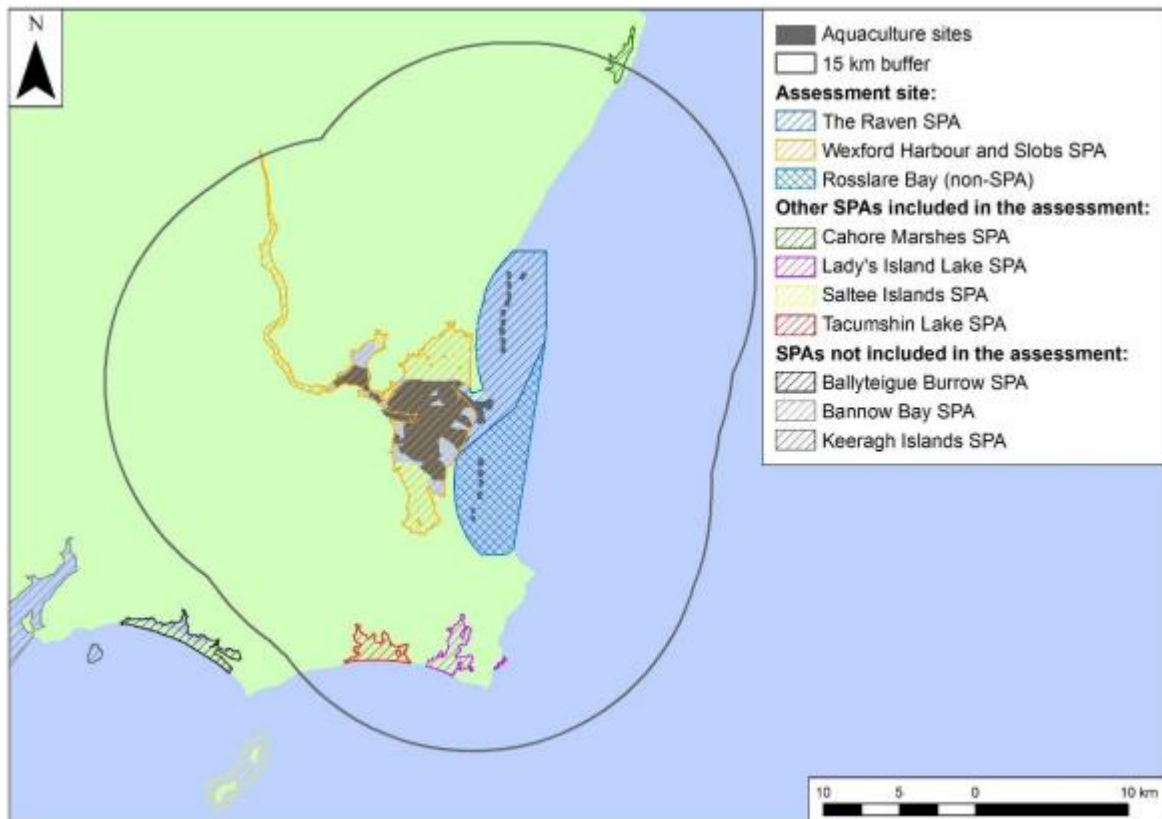 N
Aquaculture sites
15 km buffer
Assessment site:
The Raven SPA
Wexford Harbour and Slobs SPA
Rosslare Bay (non-SPA)
Other SPAs included in the assessment:
Cahore Marshes SPA
Lady's Island Lake SPA
Saltee Islands SPA
Tacumshin Lake SPA
SPAs not included in the assessment:
Ballyteigue Burrow SPA
Bannow Bay SPA
Keeragh Islands SPA
10 5 0 10 km